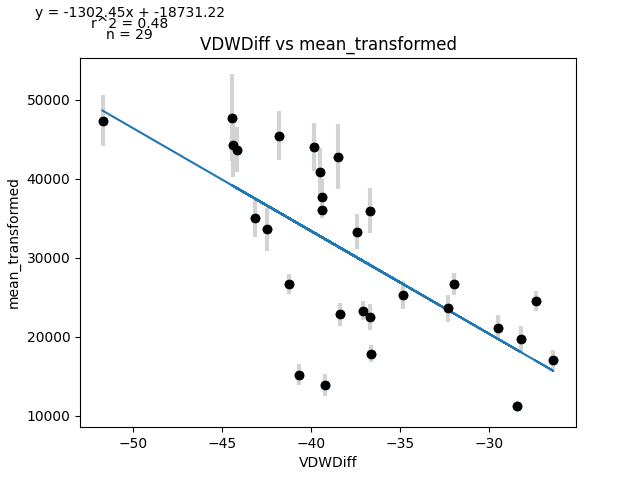 y = -1302.45x + -18731.22
r^2 = 0.48
n = 29
VDWDiff vs mean_transformed
50000
40000
30000
20000
10000
mean_transformed
−50 −45 −40 −35 −30
VDWDiff